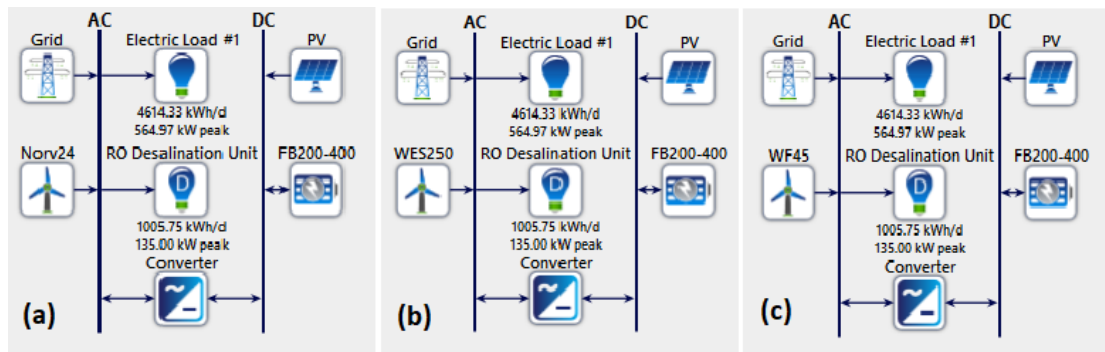 AC DC
Grid Electric Load #1 PV
4614.33 kWh/d
564.97 kW peak
Norv24 RO Desalination Unit FB200-400
D
1005.75 kWh/d
135.00 kW peak
Converter
(a)
AC DC
Grid Electric Load #1 PV
4614.33 kWh/d
564.97 kW peak
WES250 RO Desalination Unit FB200-400
D
1005.75 kWh/d
135.00 kW peak
Converter
(b)
AC DC
Grid Electric Load #1 PV
4614.33 kWh/d
564.97 kW peak
WF45 RO Desalination Unit FB200-400
D
1005.75 kWh/d
135.00 kW peak
Converter
(c)